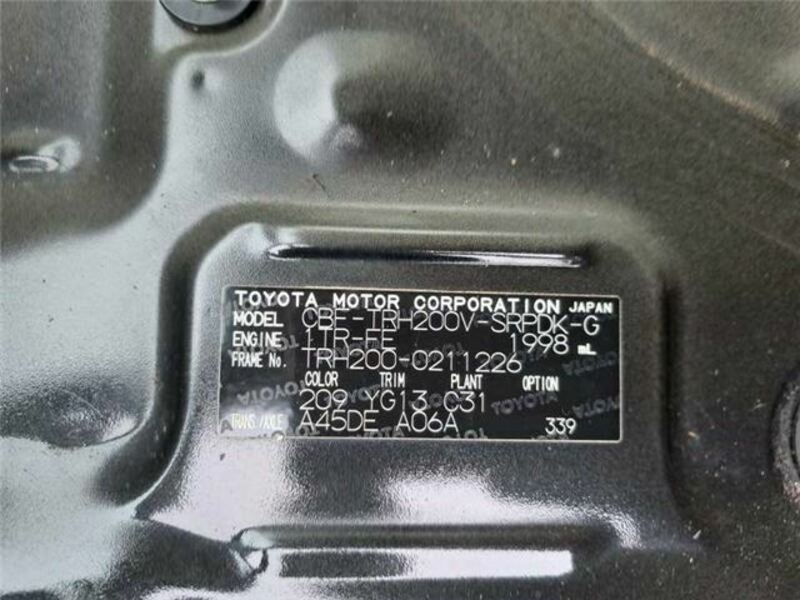 TOYOTA MOTOR CORPORATION JAPAN
MODEL CBF-TRH200V-SRPDK-G
ENGINE 1TR-FE 1998 mL
FRAME No. TRH200-0211226
COLOR TRIM PLANT OPTION
209 YG13 C31
TRANS./AXLE A45DE A06A 339